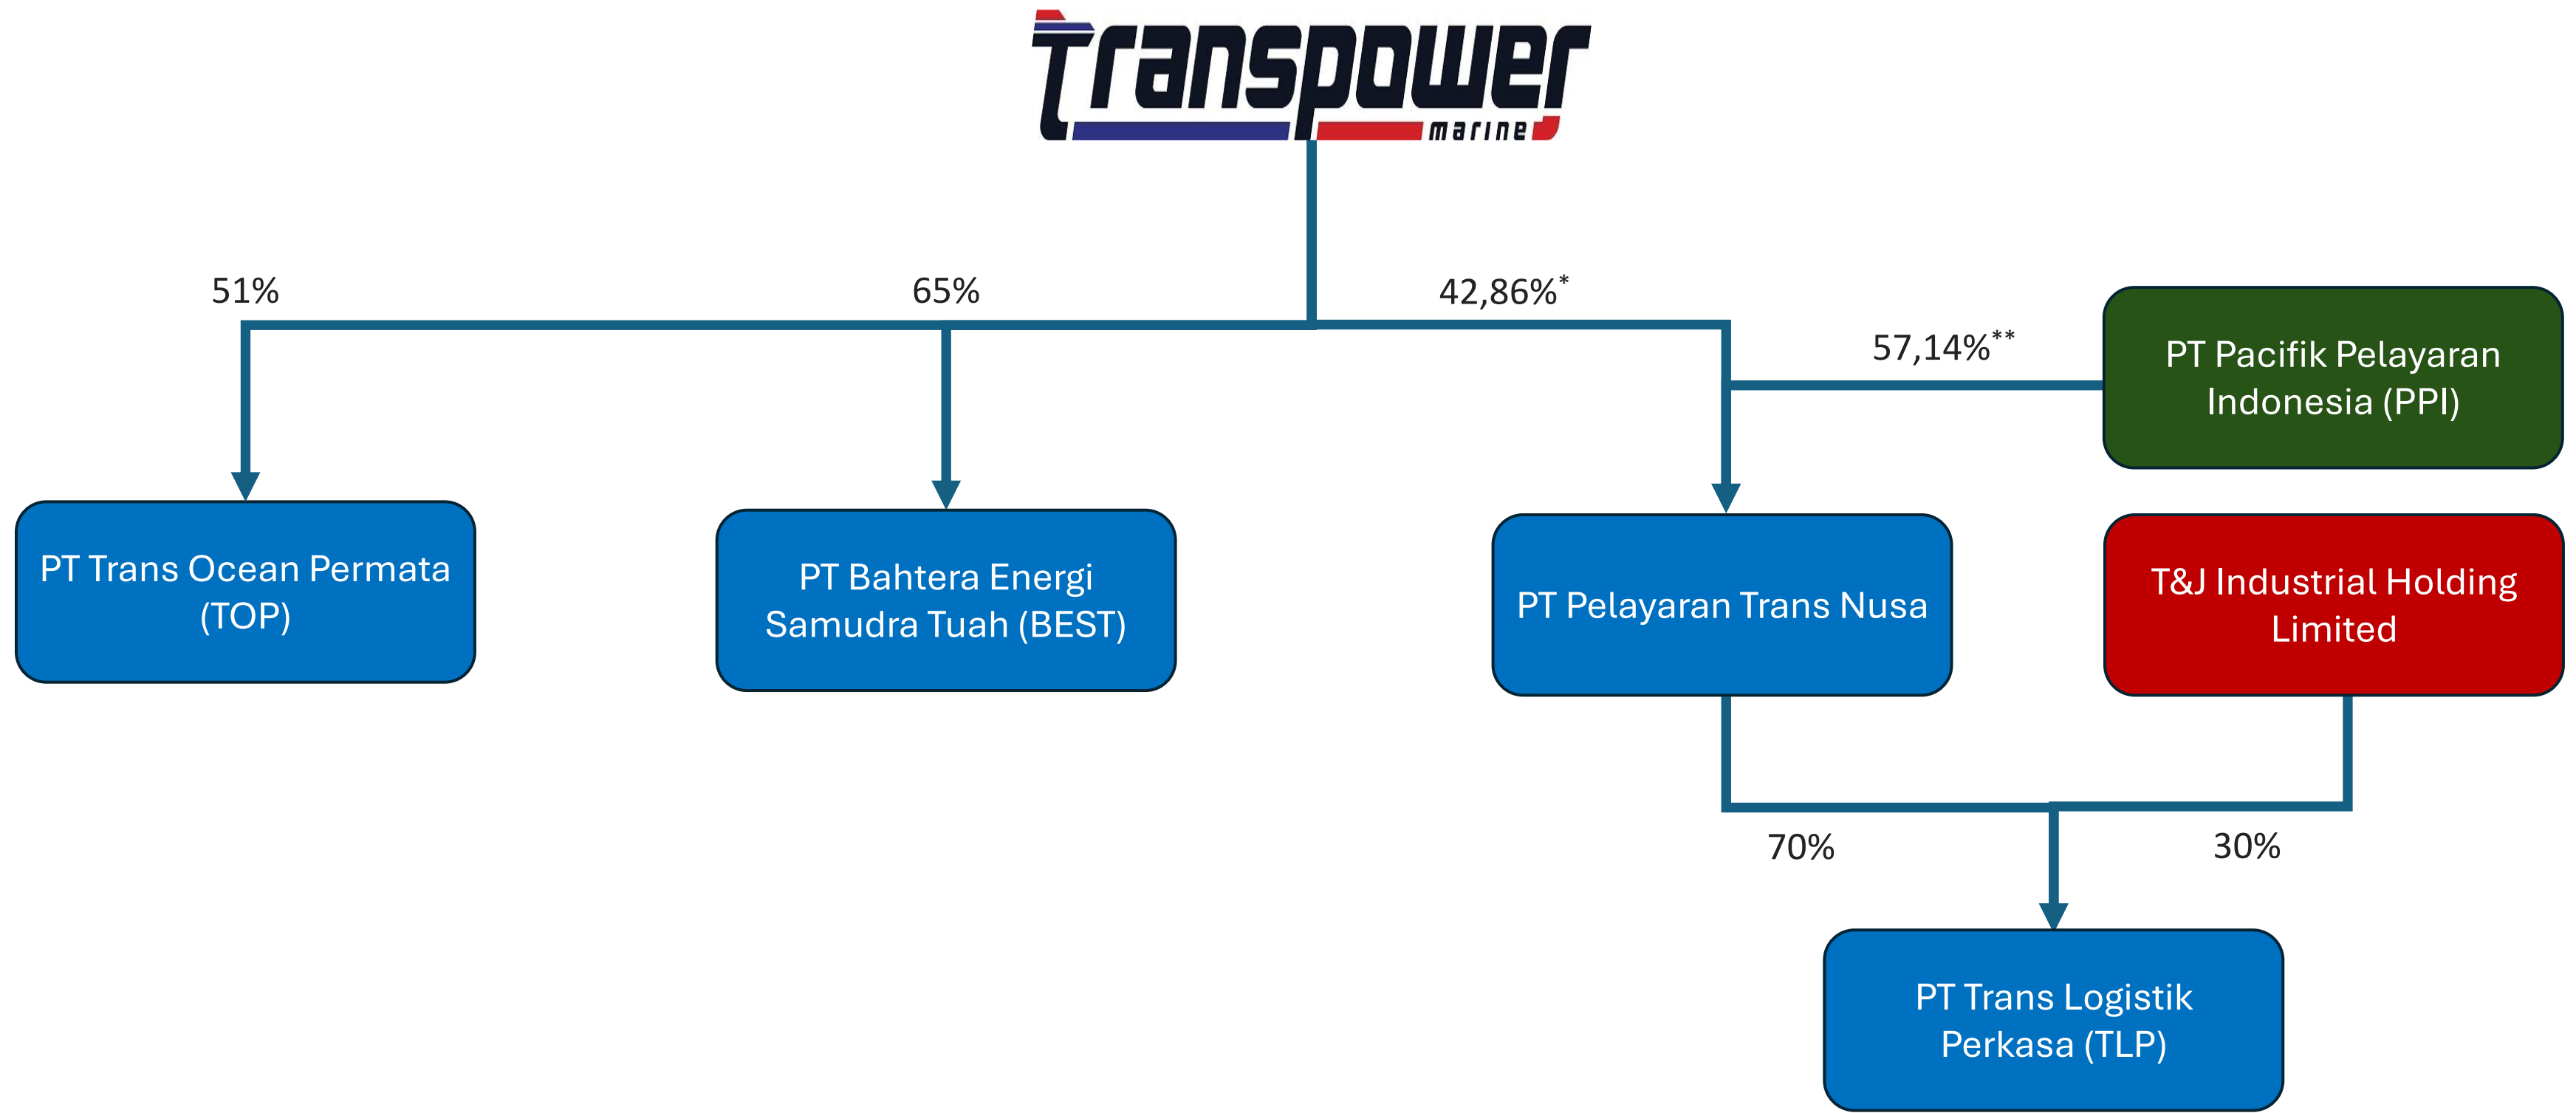 transpower
marine
51%
65%
42,86%*
57,14%**
PT Pacifik Pelayaran
Indonesia (PPI)
PT Trans Ocean Permata
(TOP)
PT Bahtera Energi
Samudra Tuah (BEST)
PT Pelayaran Trans Nusa
T&J Industrial Holding
Limited
70%
30%
PT Trans Logistik
Perkasa (TLP)